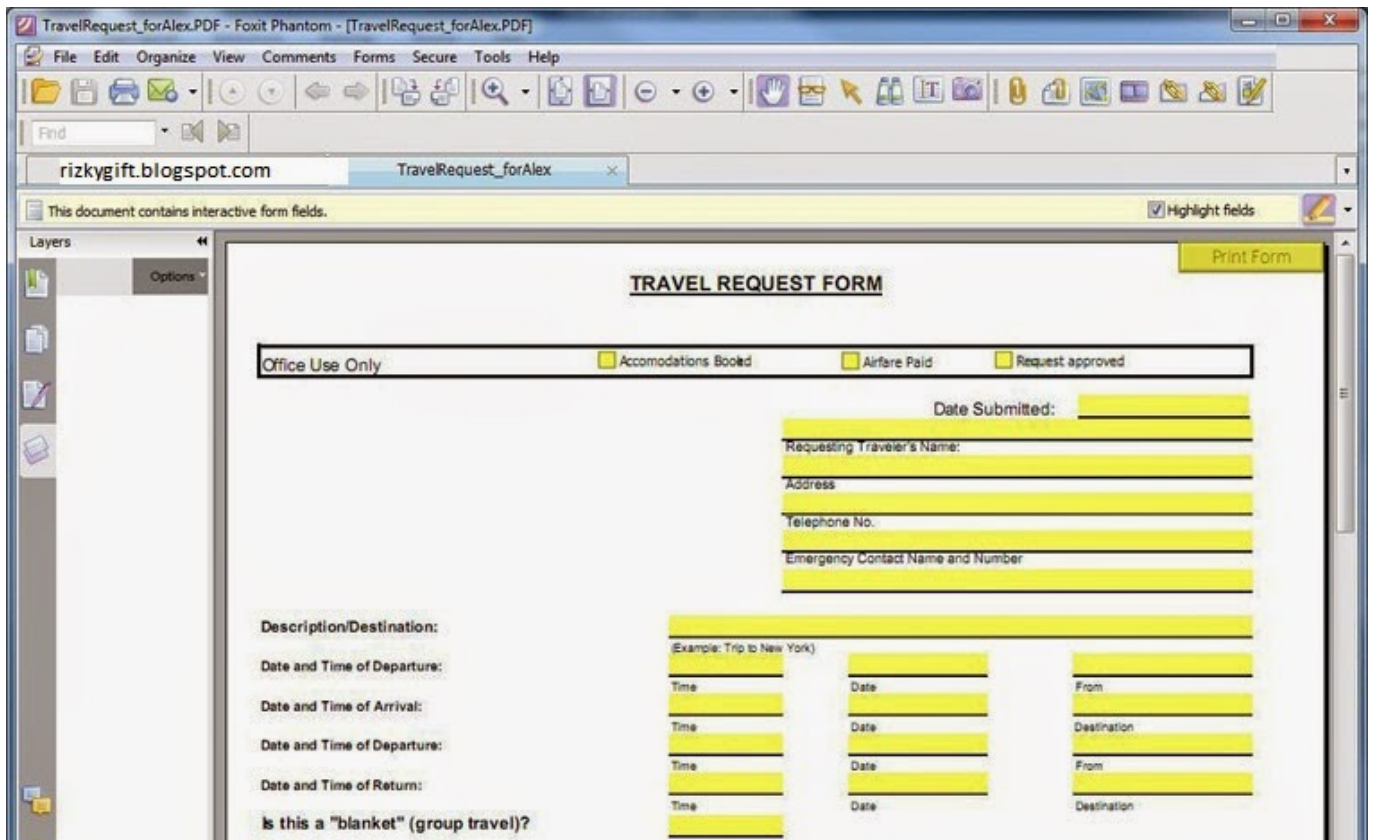 TravelRequest_forAlex.PDF - Foxit Phantom - [TravelRequest_forAlex.PDF]
File Edit Organize View Comments Forms Secure Tools Help
Find
rizkygift.blogspot.com TravelRequest_forAlex
This document contains interactive form fields. Highlight fields
Layers
Options
Print Form
TRAVEL REQUEST FORM
Office Use Only Accomodations Booked Airfare Paid Request approved
Date Submitted:
Requesting Traveler's Name:
Address
Telephone No.
Emergency Contact Name and Number
Description/Destination:
(Example: Trip to New York)
Date and Time of Departure:
Time Date From
Date and Time of Arrival:
Time Date Destination
Date and Time of Departure:
Time Date From
Date and Time of Return:
Time Date Destination
Is this a "blanket" (group travel)?